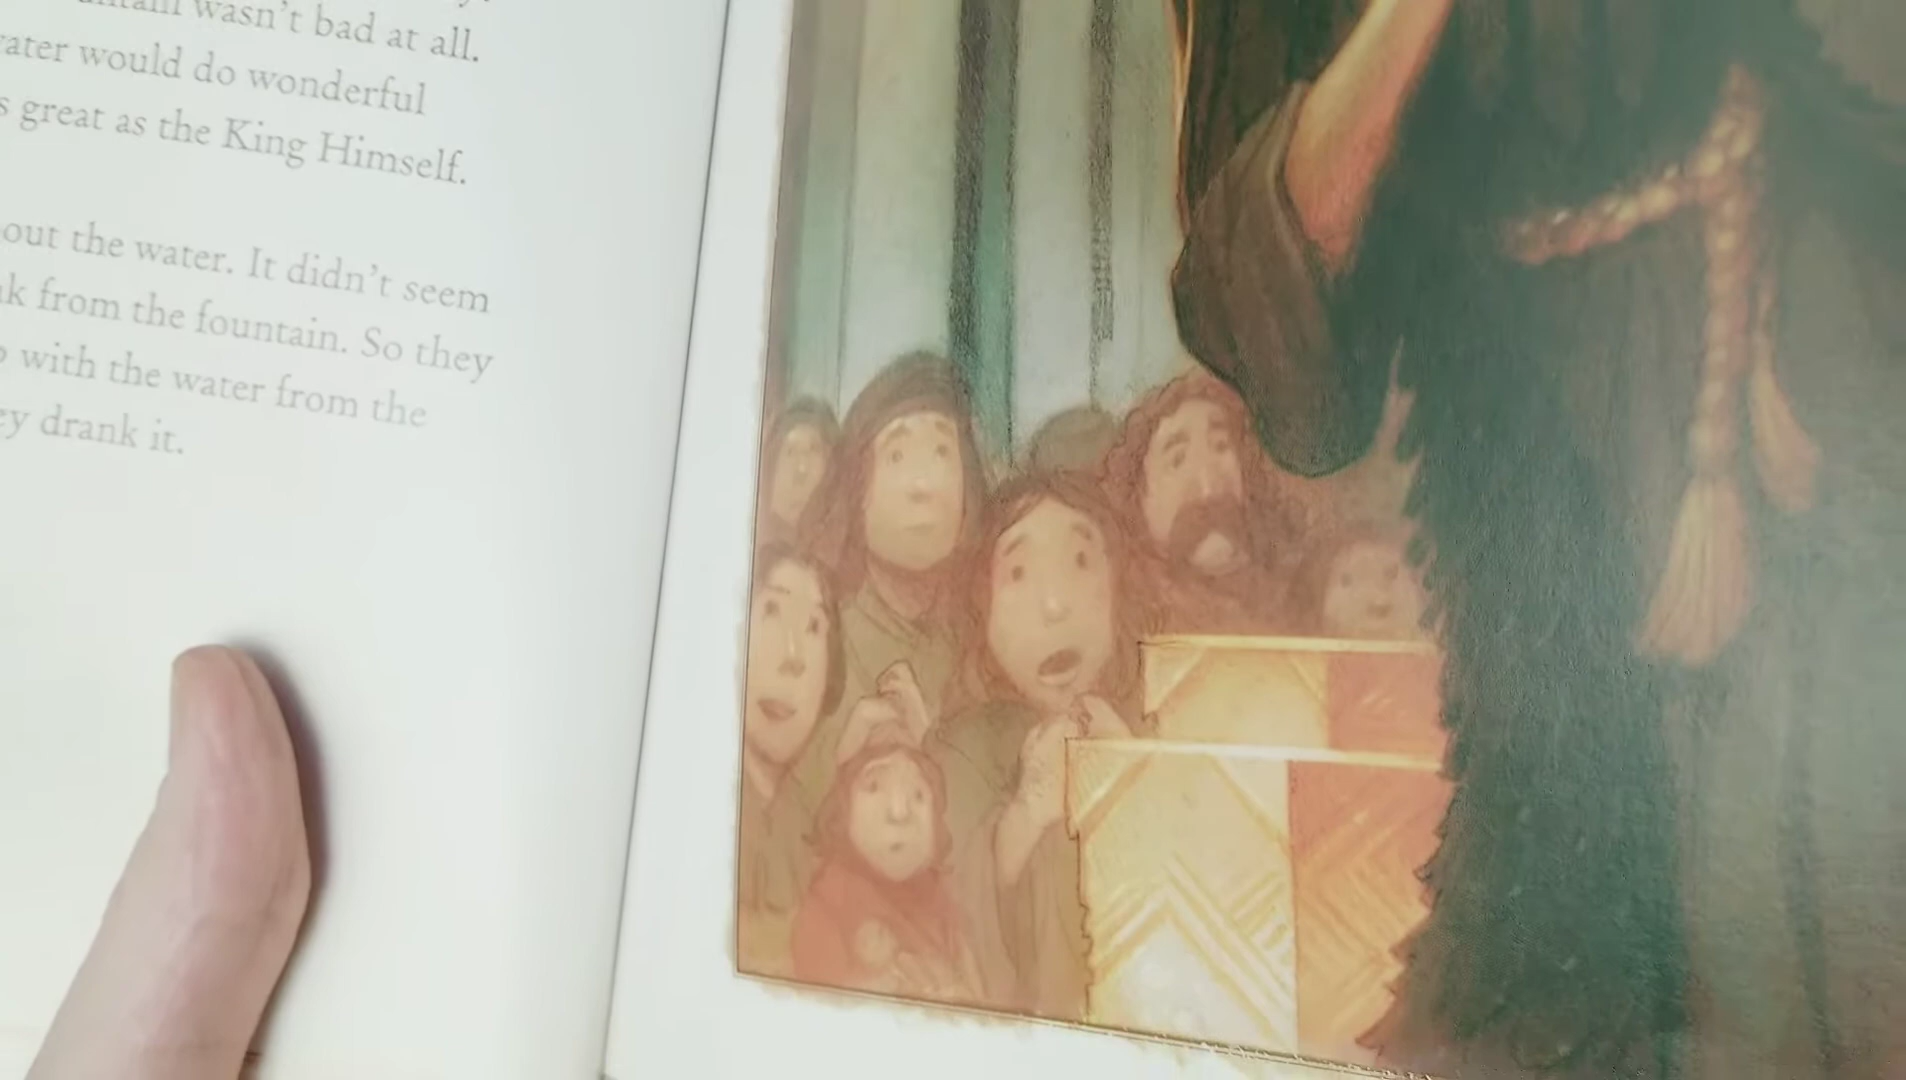 wasn't bad at all.
would do wonderful
great as the King Himself.
out the water. It didn't seem
from the fountain. So they
with the water from the
drank it.